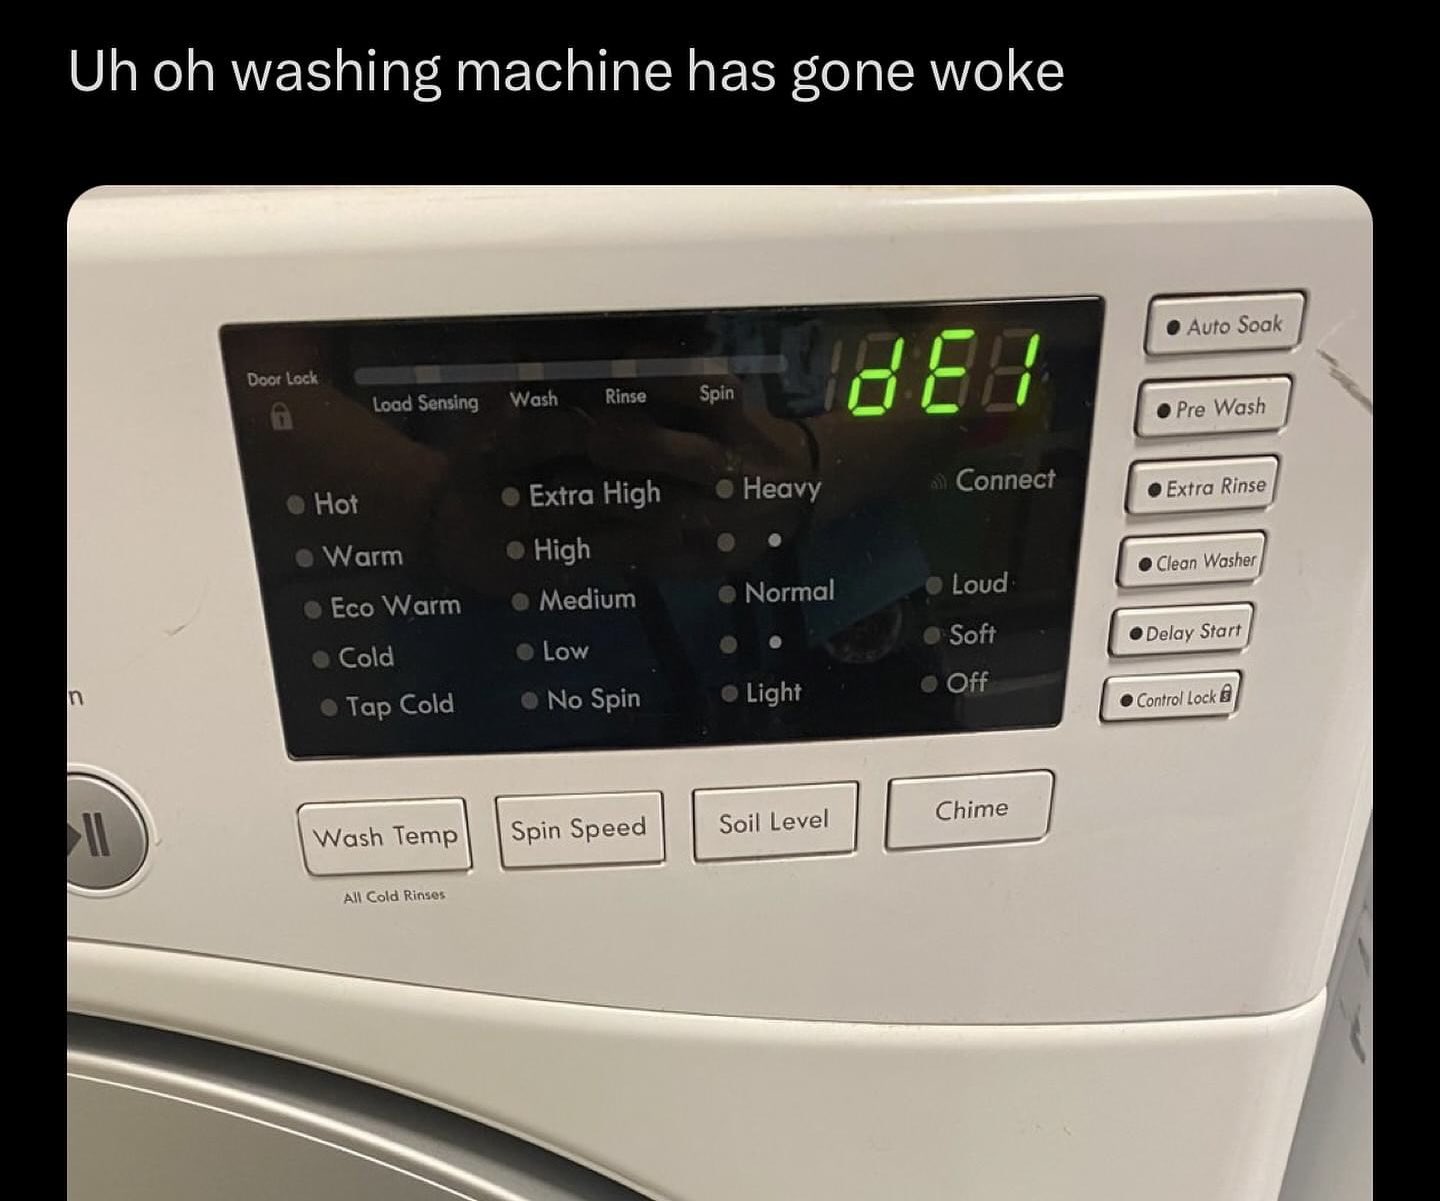 Uh oh washing machine has gone woke
dE1
Door Lock
Load Sensing Wash Rinse Spin
Hot Extra High Heavy Connect
Warm High
Eco Warm Medium Normal Loud
Cold Low Soft
Tap Cold No Spin Light Off
Auto Soak
Pre Wash
Extra Rinse
Clean Washer
Delay Start
Control Lock
n
Wash Temp Spin Speed Soil Level Chime
All Cold Rinses